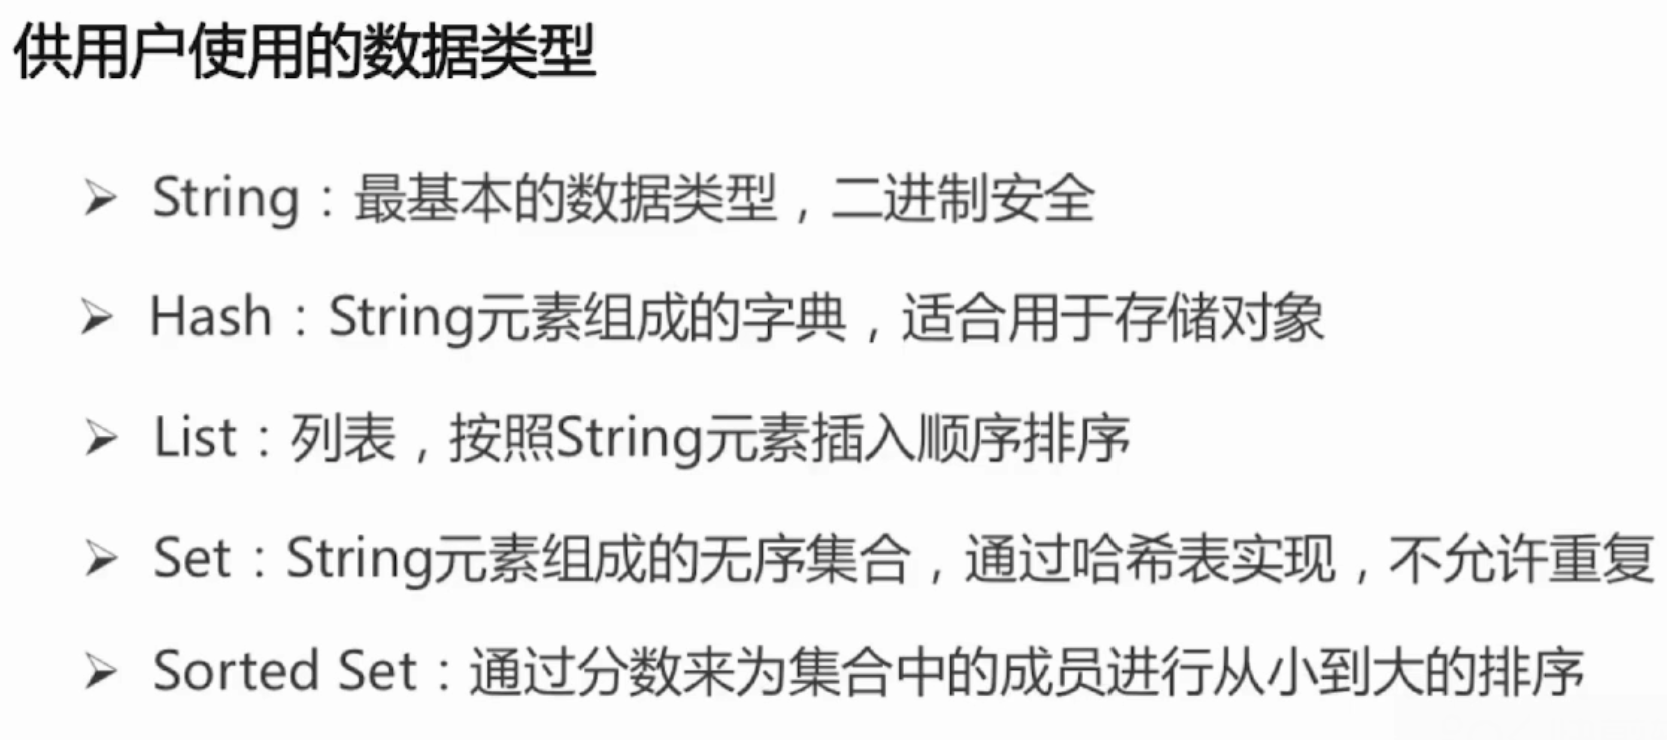 供用户使用的数据类型
String：最基本的数据类型，二进制安全
Hash：String元素组成的字典，适合用于存储对象
List：列表，按照String元素插入顺序排序
Set：String元素组成的无序集合，通过哈希表实现，不允许重复
Sorted Set：通过分数来为集合中的成员进行从小到大的排序